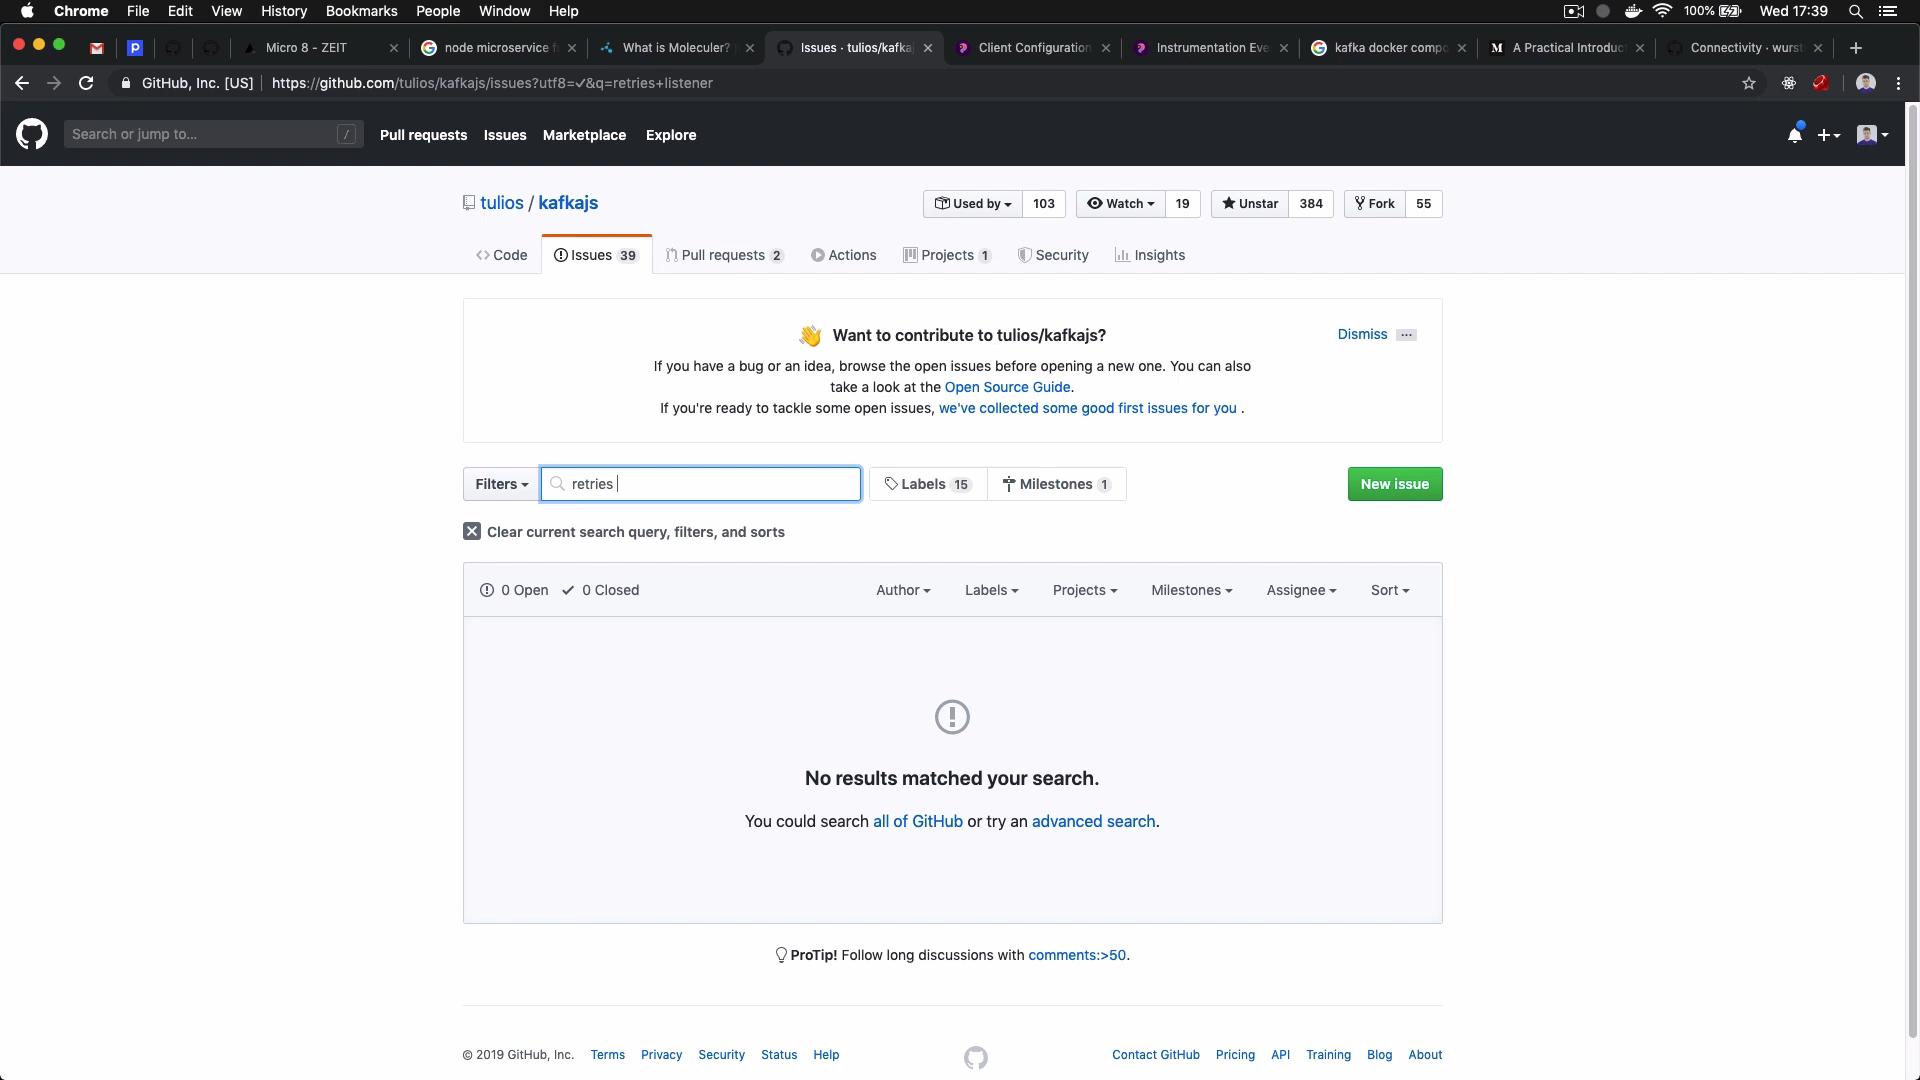 Chrome File Edit View History Bookmarks People Window Help 100% Wed 17:39
Micro 8 - ZEIT
node microservice f
What is Moleculer?
Issues · tulios/kafka
Client Configuration
Instrumentation Eve
kafka docker compo
M A Practical Introduc
Connectivity · wurst
GitHub, Inc. [US] https://github.com/tulios/kafkajs/issues?utf8=✓&q=retries+listener
Search or jump to... / Pull requests Issues Marketplace Explore
tulios / kafkajs
Used by 103 Watch 19 Unstar 384 Fork 55
Code Issues 39 Pull requests 2 Actions Projects 1 Security Insights
👋 Want to contribute to tulios/kafkajs?
Dismiss ...
If you have a bug or an idea, browse the open issues before opening a new one. You can also
take a look at the Open Source Guide.
If you're ready to tackle some open issues, we've collected some good first issues for you .
Filters retries Labels 15 Milestones 1 New issue
Clear current search query, filters, and sorts
0 Open ✓ 0 Closed Author Labels Projects Milestones Assignee Sort
No results matched your search.
You could search all of GitHub or try an advanced search.
ProTip! Follow long discussions with comments:>50.
© 2019 GitHub, Inc. Terms Privacy Security Status Help Contact GitHub Pricing API Training Blog About